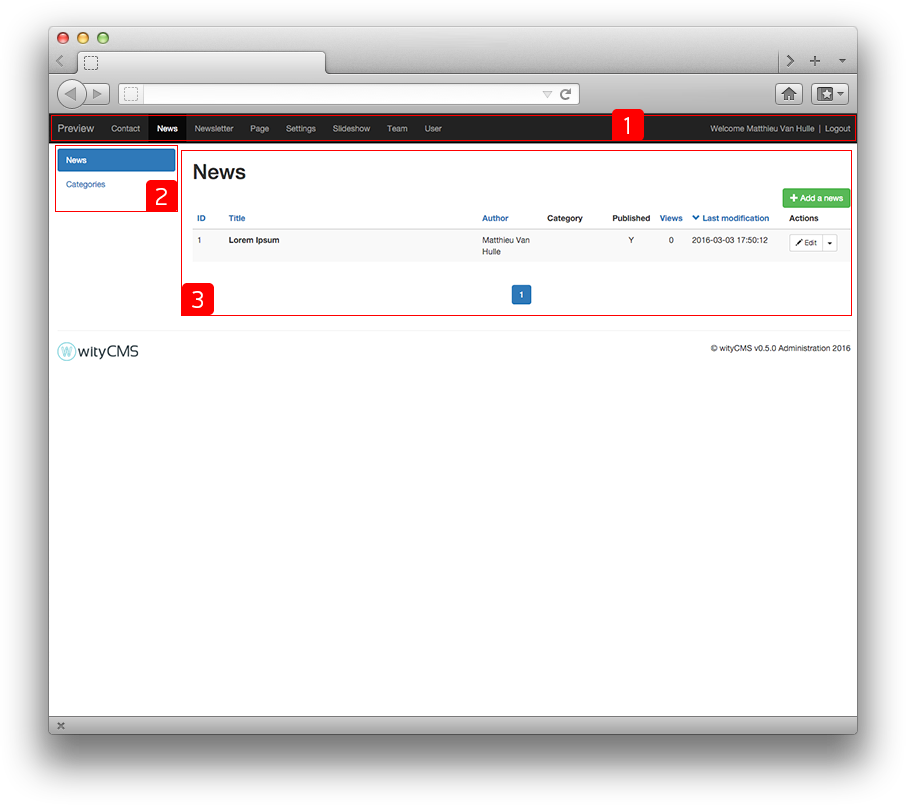 Preview Contact News Newsletter Page Settings Slideshow Team User 1 Welcome Matthieu Van Hulle | Logout
News
Categories
2
News
Add a news
ID Title Author Category Published Views Last modification Actions
1 Lorem Ipsum Matthieu Van Hulle Y 0 2016-03-03 17:50:12 Edit
1
3
wityCMS
© wityCMS v0.5.0 Administration 2016